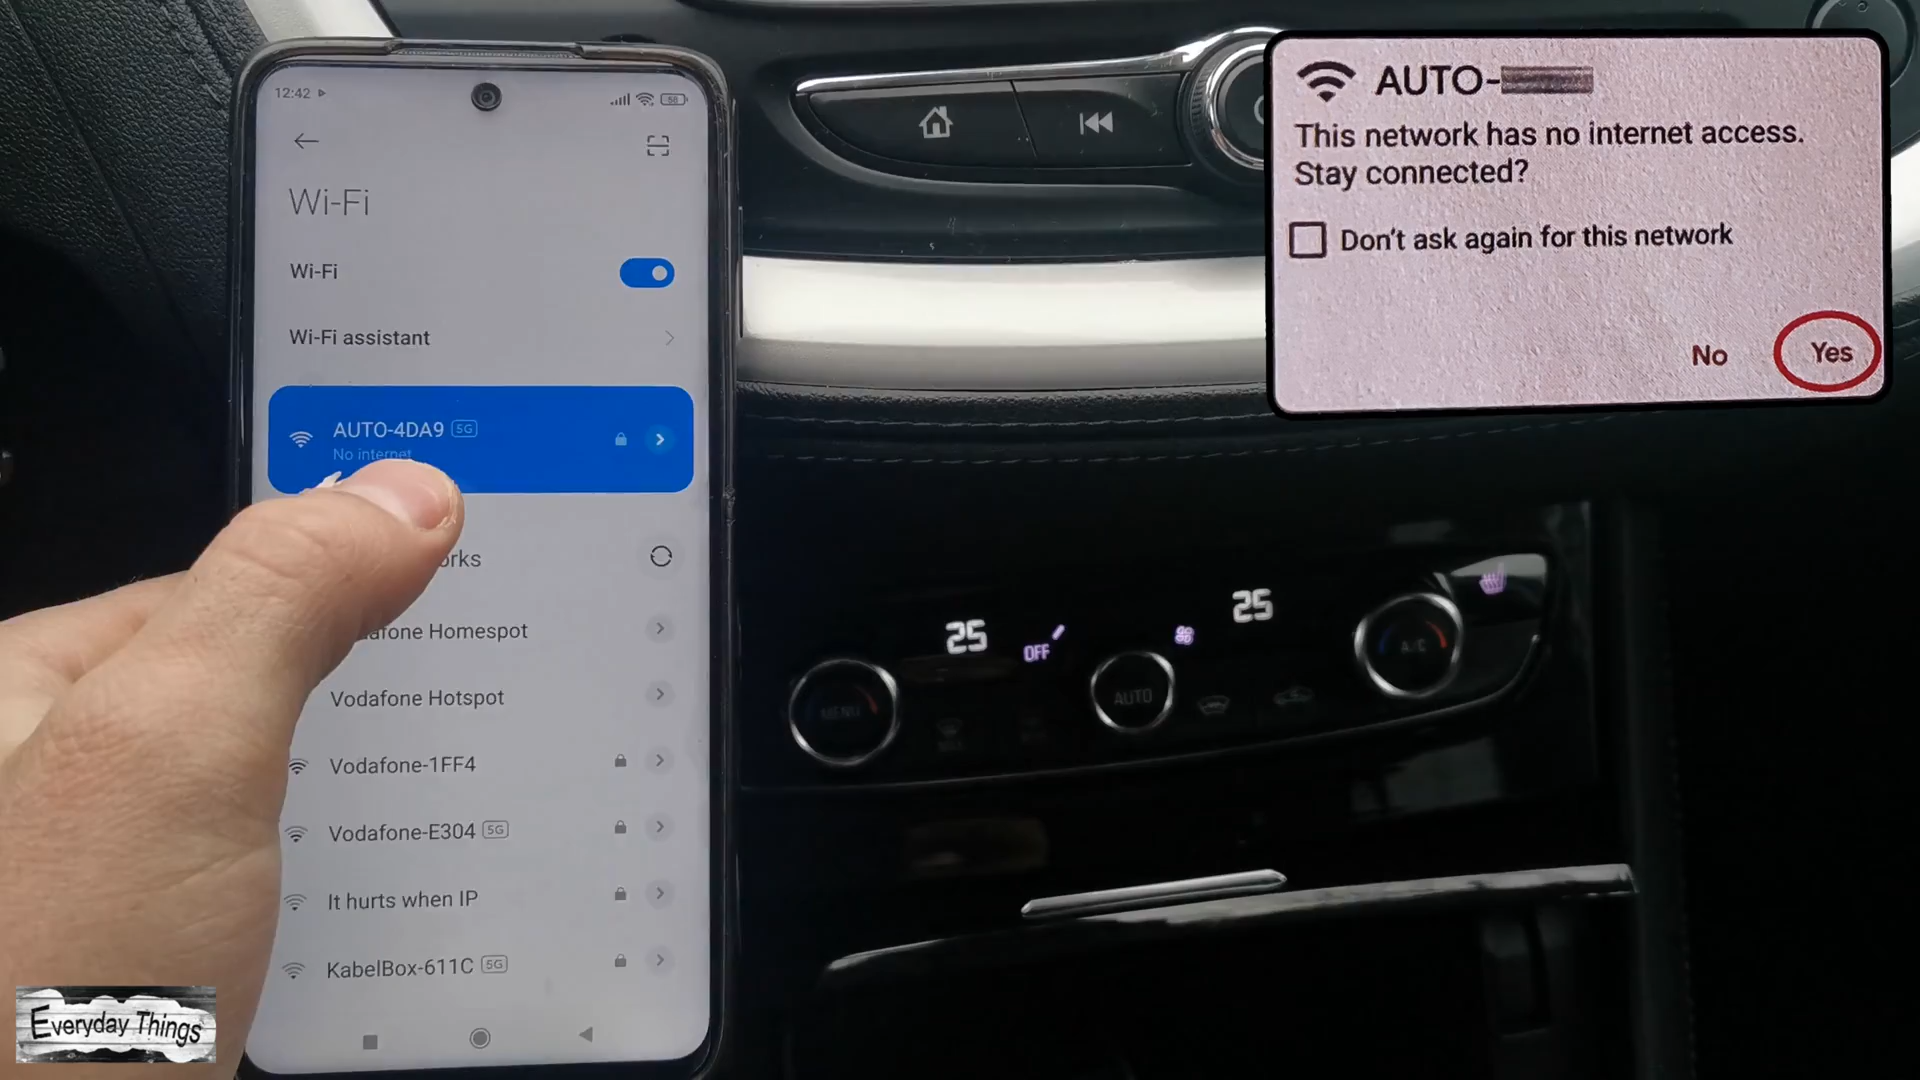 12:42
56
Wi-Fi
Wi-Fi
Wi-Fi assistant
AUTO-4DA9 5G
No internet
Vodafone Hotspot
Vodafone-1FF4
Vodafone-E304 5G
It hurts when IP
KabelBox-611C 5G
Homespot
AUTO-
This network has no internet access.
Stay connected?
Don't ask again for this network
No
Yes
25
OFF
25
MENU
AUTO
A/C
Everyday Things